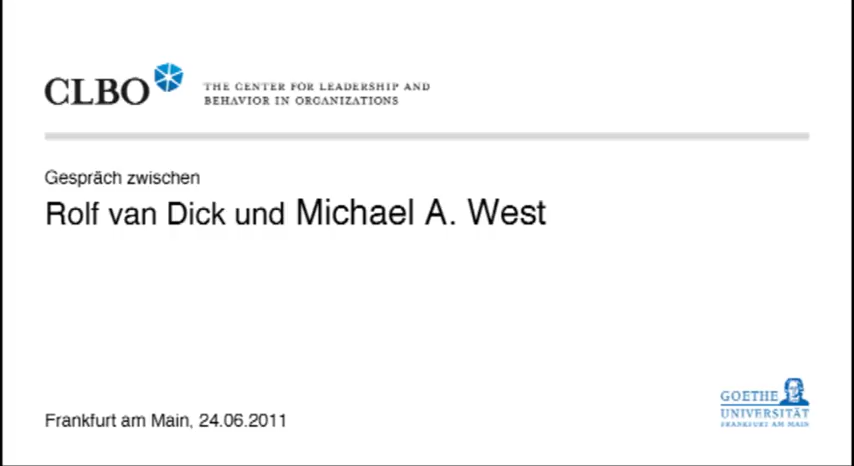 CLBO
THE CENTER FOR LEADERSHIP AND
BEHAVIOR IN ORGANIZATIONS
Gespräch zwischen
Rolf van Dick und Michael A. West
Frankfurt am Main, 24.06.2011
GOETHE
UNIVERSITÄT
FRANKFURT AM MAIN